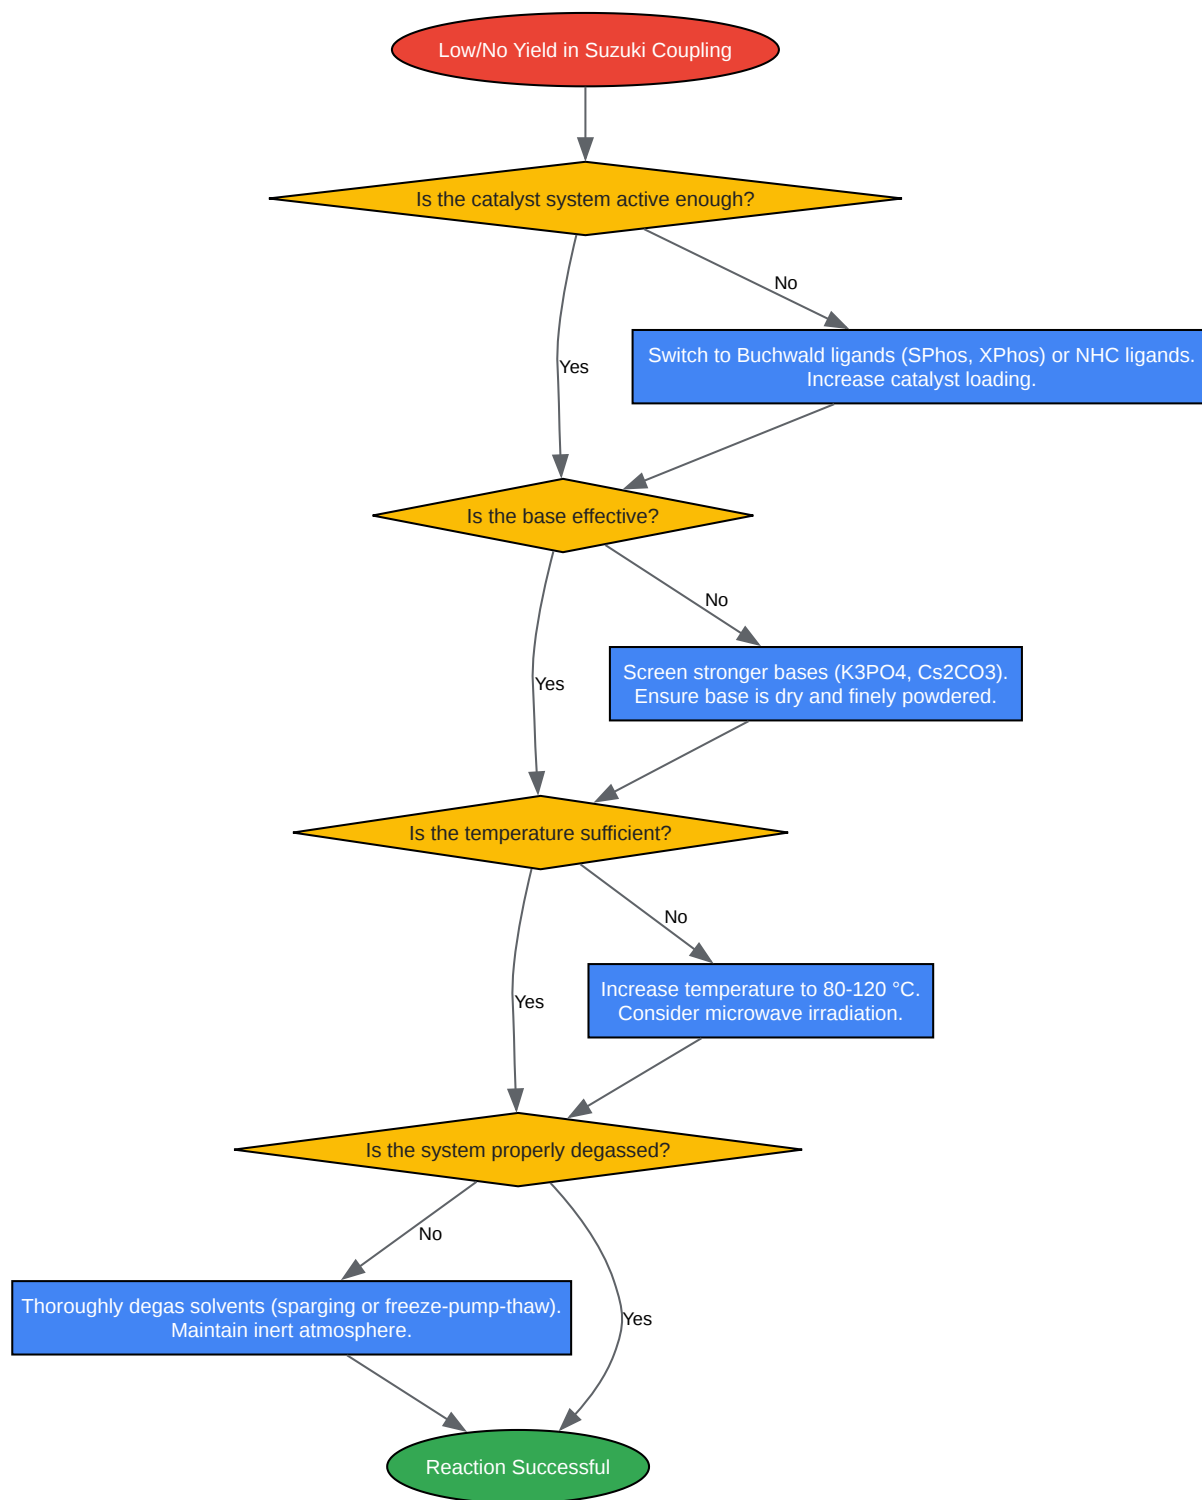 Low/No Yield in Suzuki Coupling
Is the catalyst system active enough?
No
Yes
Switch to Buchwald ligands (SPhos, XPhos) or NHC ligands.
Increase catalyst loading.
Is the base effective?
No
Yes
Screen stronger bases (K3PO4, Cs2CO3).
Ensure base is dry and finely powdered.
Is the temperature sufficient?
No
Yes
Increase temperature to 80-120 °C.
Consider microwave irradiation.
Is the system properly degassed?
No
Yes
Thoroughly degas solvents (sparging or freeze-pump-thaw).
Maintain inert atmosphere.
Reaction Successful